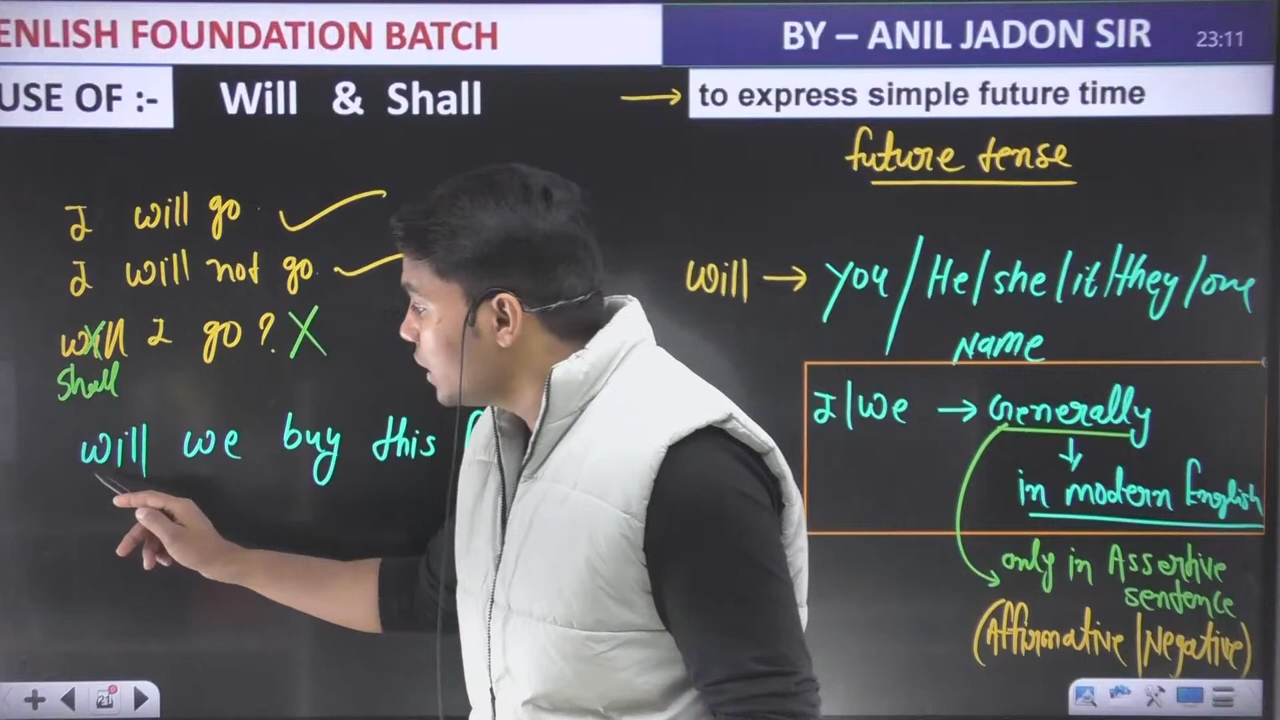 ENLISH FOUNDATION BATCH
BY – ANIL JADON SIR
23:11
USE OF :-
Will & Shall
→ to express simple future time
future tense
I will go.
I will not go.
will I go? X
Shall
will we buy this
will → you/He/she/it/they/one
Name
I/we → Generally
↓
in modern English
only in Assertive
sentence
(Affirmative/Negative)
21